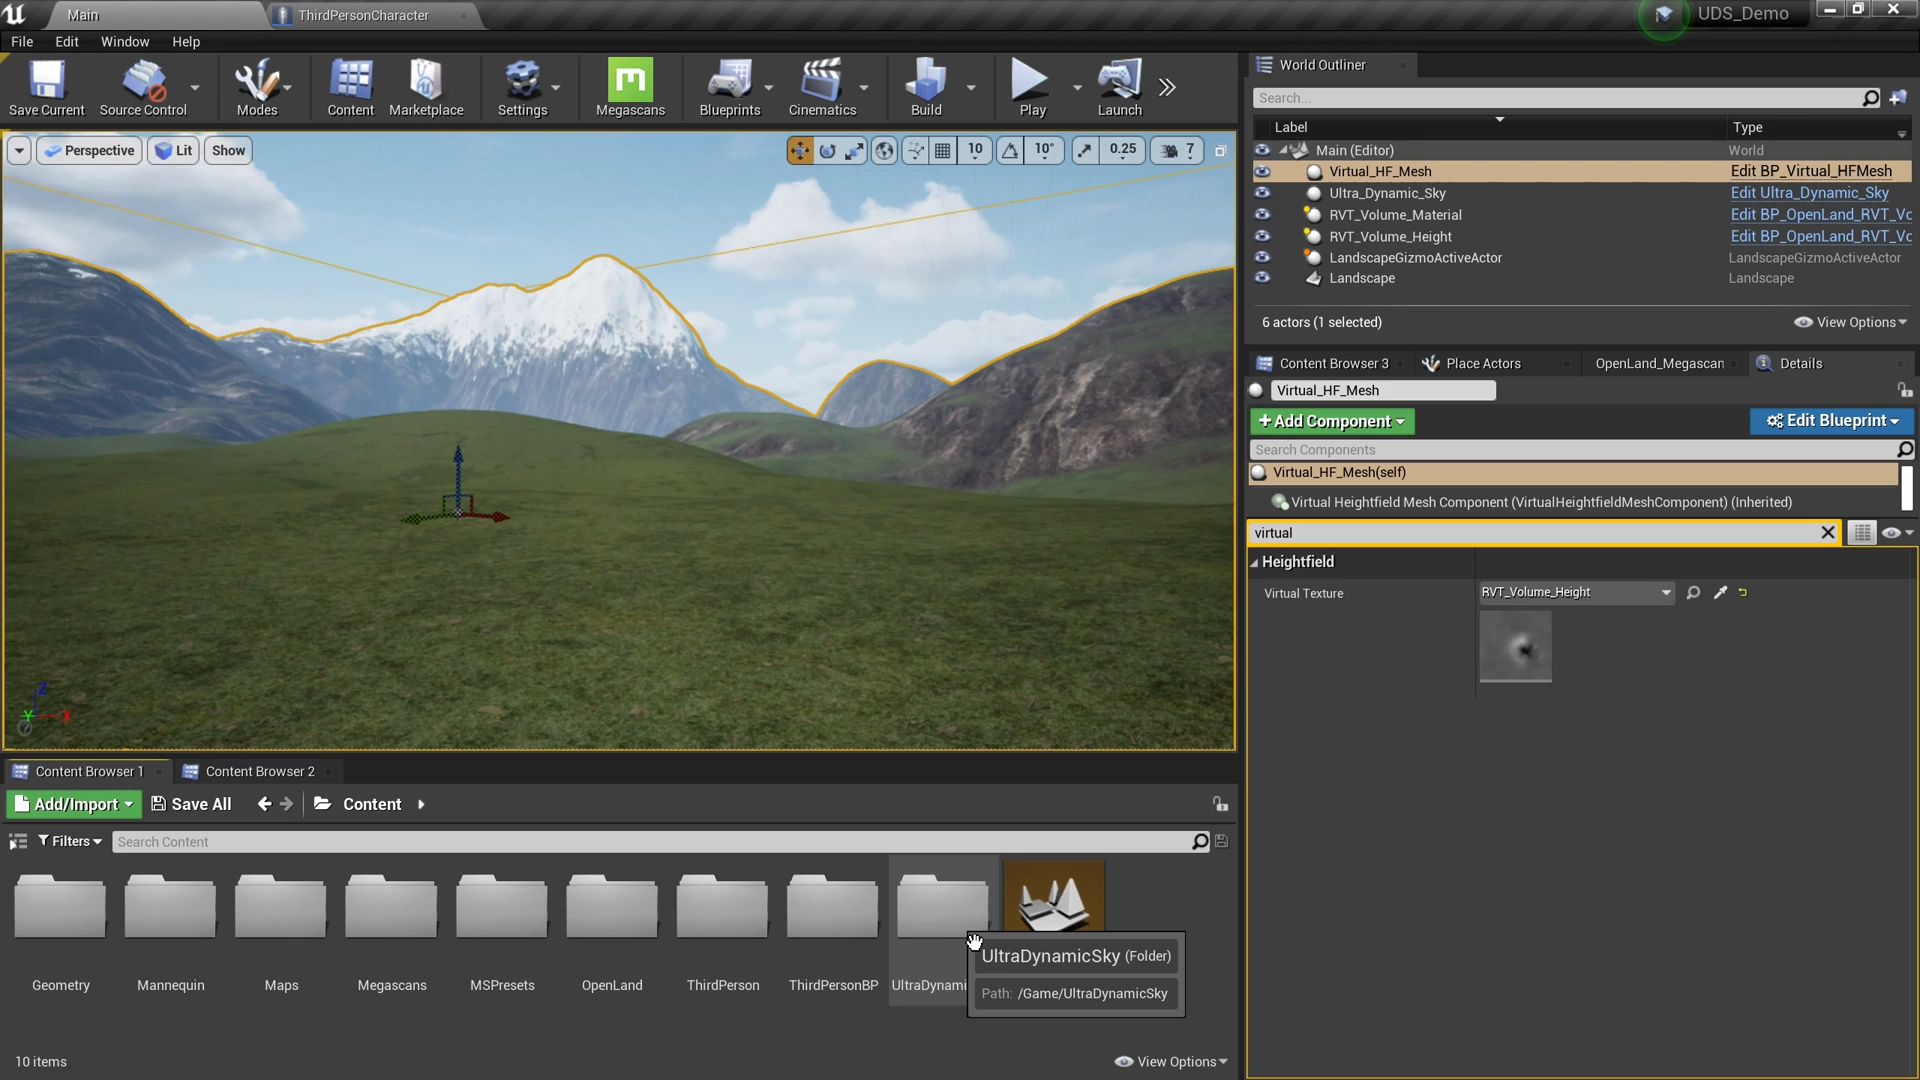 Main
ThirdPersonCharacter
UDS_Demo
File Edit Window Help
Save Current
Source Control
Modes
Content
Marketplace
Settings
Megascans
Blueprints
Cinematics
Build
Play
Launch
Perspective
Lit
Show
10
10°
0.25
7
World Outliner
Search...
Label Type
Main (Editor) World
Virtual_HF_Mesh Edit BP_Virtual_HFMesh
Ultra_Dynamic_Sky Edit Ultra_Dynamic_Sky
RVT_Volume_Material Edit BP_OpenLand_RVT_Vo
RVT_Volume_Height Edit BP_OpenLand_RVT_Vo
LandscapeGizmoActiveActor LandscapeGizmoActiveActor
Landscape Landscape
6 actors (1 selected)
View Options
Content Browser 3
Place Actors
OpenLand_Megascan
Details
Virtual_HF_Mesh
+Add Component
Edit Blueprint
Search Components
Virtual_HF_Mesh(self)
Virtual Heightfield Mesh Component (VirtualHeightfieldMeshComponent) (Inherited)
virtual
Heightfield
Virtual Texture
RVT_Volume_Height
Z
Y
X
Content Browser 1
Content Browser 2
Add/Import
Save All
Content
Filters
Search Content
Geometry
Mannequin
Maps
Megascans
MSPresets
OpenLand
ThirdPerson
ThirdPersonBP
UltraDynami
UltraDynamicSky (Folder)
Path: /Game/UltraDynamicSky
10 items
View Options